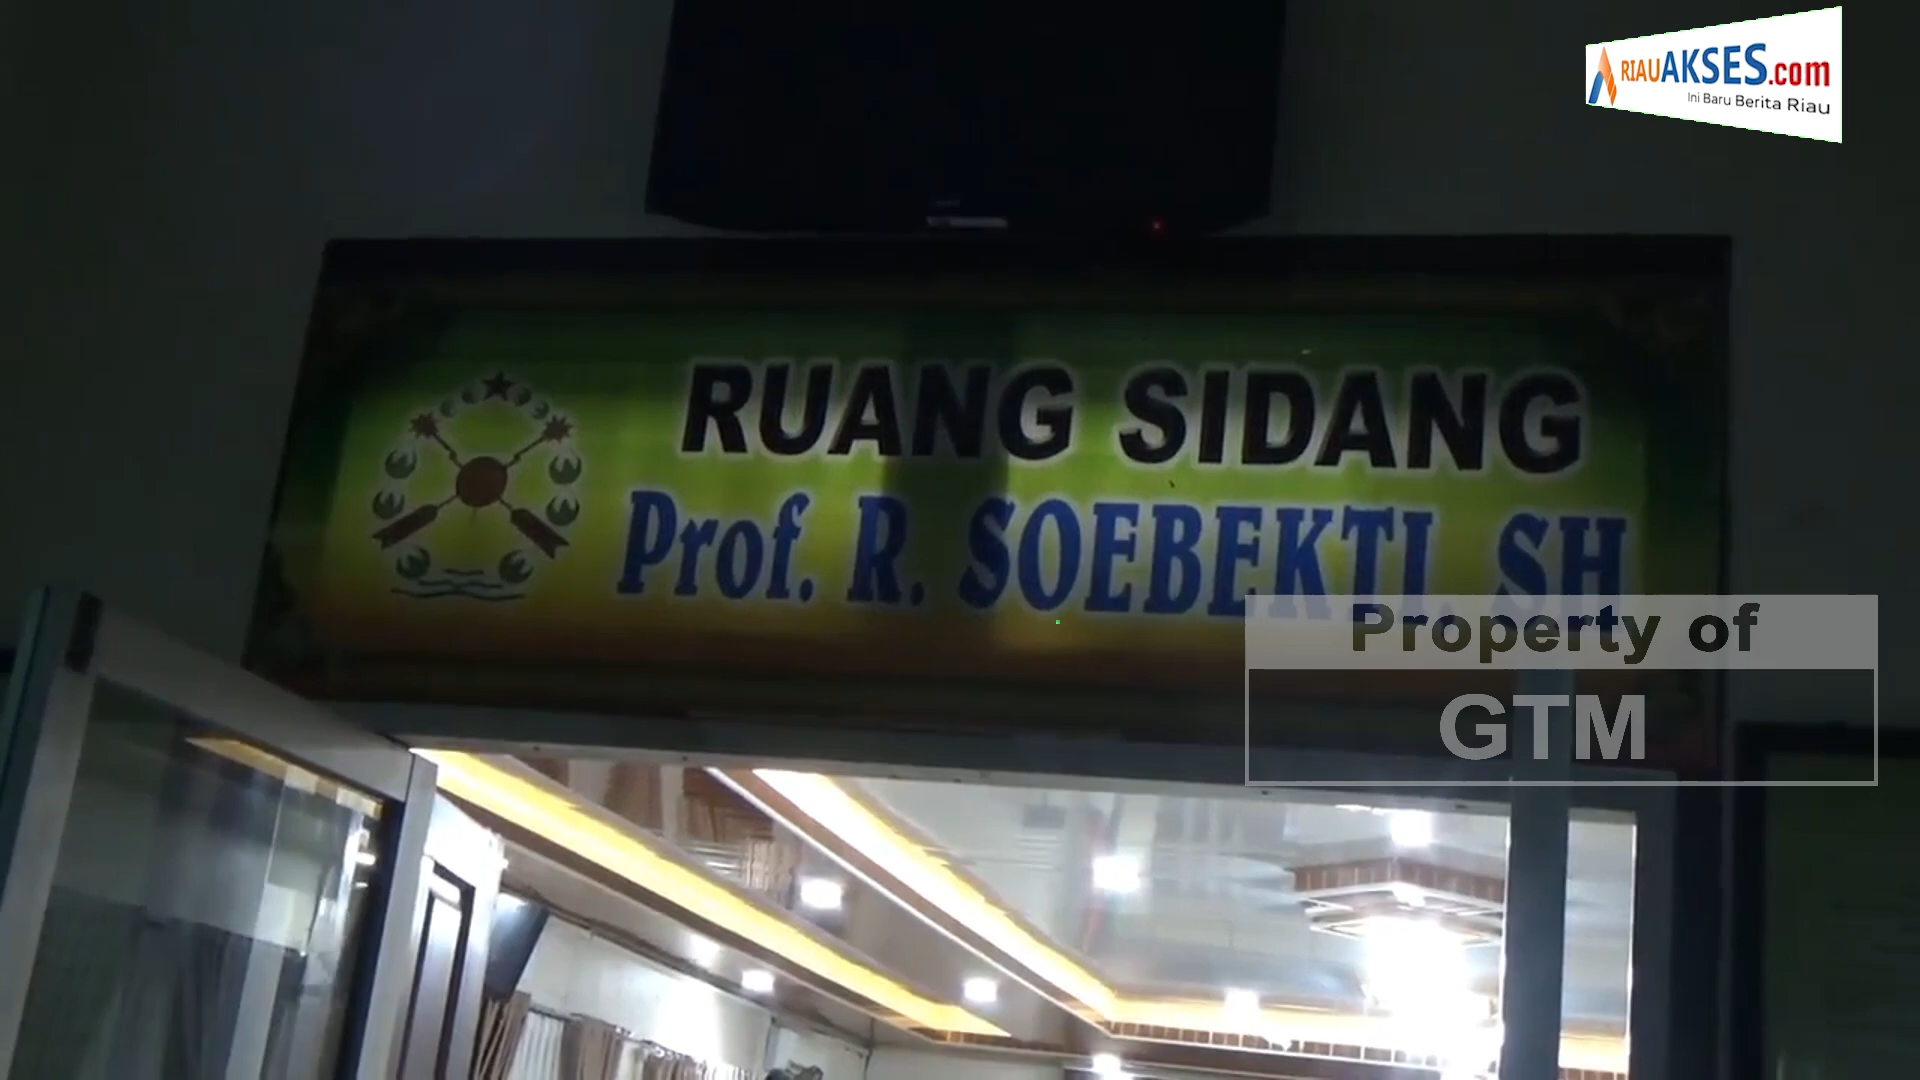 RIAUAKSES.com
Ini Baru Berita Riau
RUANG SIDANG
Prof. R. SOEBEKTI. SH
Property of
GTM